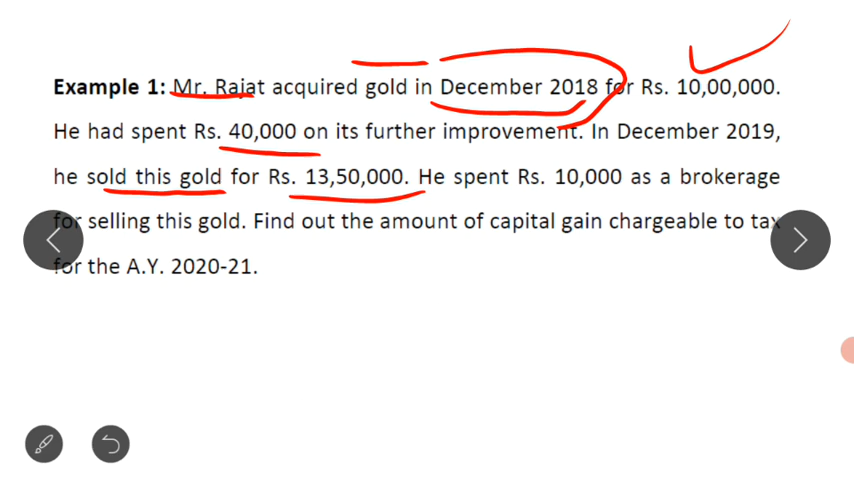 Example 1: Mr. Rajat acquired gold in December 2018 for Rs. 10,00,000.
He had spent Rs. 40,000 on its further improvement. In December 2019,
he sold this gold for Rs. 13,50,000. He spent Rs. 10,000 as a brokerage
for selling this gold. Find out the amount of capital gain chargeable to tax
for the A.Y. 2020-21.